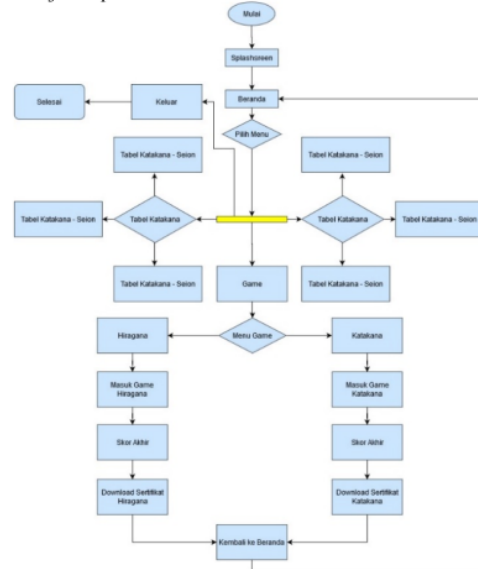 Mulai
Splashsreen
Beranda
Pilih Menu
Selesai
Keluar
Tabel Katakana - Seion
Tabel Katakana - Seion
Tabel Katakana - Seion
Tabel Katakana
Tabel Katakana
Tabel Katakana - Seion
Tabel Katakana - Seion
Tabel Katakana - Seion
Game
Hiragana
Menu Game
Katakana
Masuk Game
Hiragana
Masuk Game
Katakana
Skor Akhir
Skor Akhir
Download Sertifikat
Hiragana
Download Sertifikat
Katakana
Kembali ke Beranda